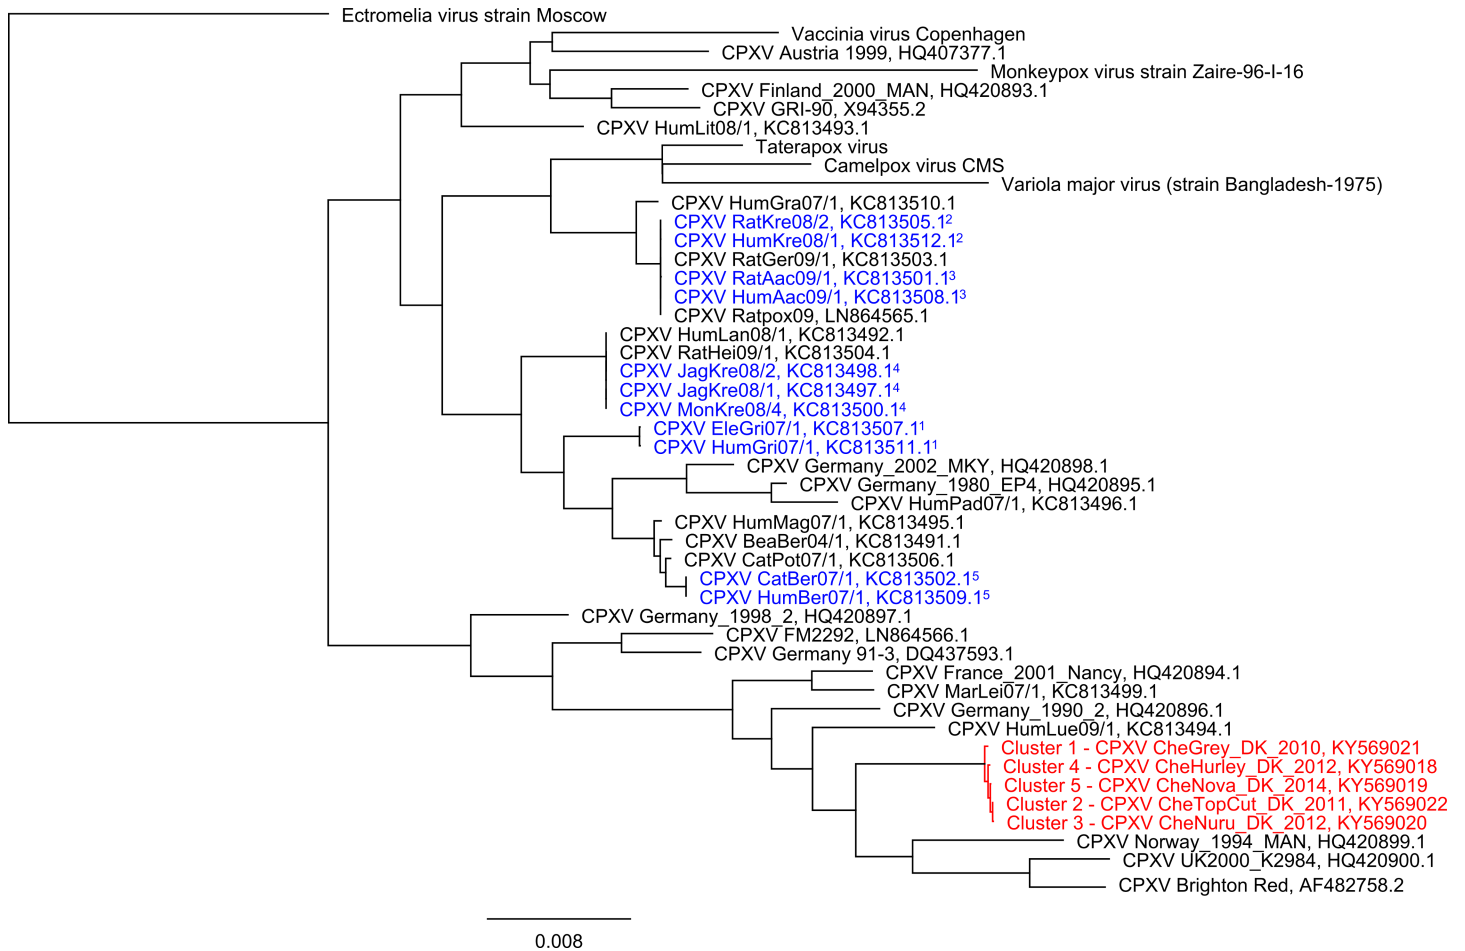 Ectromelia virus strain Moscow
Vaccinia virus Copenhagen
CPXV Austria 1999, HQ407377.1
Monkeypox virus strain Zaire-96-I-16
CPXV Finland_2000_MAN, HQ420893.1
CPXV GRI-90, X94355.2
CPXV HumLit08/1, KC813493.1
Taterapox virus
Camelpox virus CMS
Variola major virus (strain Bangladesh-1975)
CPXV HumGra07/1, KC813510.1
CPXV RatKre08/2, KC813505.1²
CPXV HumKre08/1, KC813512.1²
CPXV RatGer09/1, KC813503.1
CPXV RatAac09/1, KC813501.1³
CPXV HumAac09/1, KC813508.1³
CPXV Ratpox09, LN864565.1
CPXV HumLan08/1, KC813492.1
CPXV RatHei09/1, KC813504.1
CPXV JagKre08/2, KC813498.1⁴
CPXV JagKre08/1, KC813497.1⁴
CPXV MonKre08/4, KC813500.1⁴
CPXV EleGri07/1, KC813507.1¹
CPXV HumGri07/1, KC813511.1¹
CPXV Germany_2002_MKY, HQ420898.1
CPXV Germany_1980_EP4, HQ420895.1
CPXV HumPad07/1, KC813496.1
CPXV HumMag07/1, KC813495.1
CPXV BeaBer04/1, KC813491.1
CPXV CatPot07/1, KC813506.1
CPXV CatBer07/1, KC813502.1⁵
CPXV HumBer07/1, KC813509.1⁵
CPXV Germany_1998_2, HQ420897.1
CPXV FM2292, LN864566.1
CPXV Germany 91-3, DQ437593.1
CPXV France_2001_Nancy, HQ420894.1
CPXV MarLei07/1, KC813499.1
CPXV Germany_1990_2, HQ420896.1
CPXV HumLue09/1, KC813494.1
Cluster 1 - CPXV CheGrey_DK_2010, KY569021
Cluster 4 - CPXV CheHurley_DK_2012, KY569018
Cluster 5 - CPXV CheNova_DK_2014, KY569019
Cluster 2 - CPXV CheTopCut_DK_2011, KY569022
Cluster 3 - CPXV CheNuru_DK_2012, KY569020
CPXV Norway_1994_MAN, HQ420899.1
CPXV UK2000_K2984, HQ420900.1
CPXV Brighton Red, AF482758.2
0.008